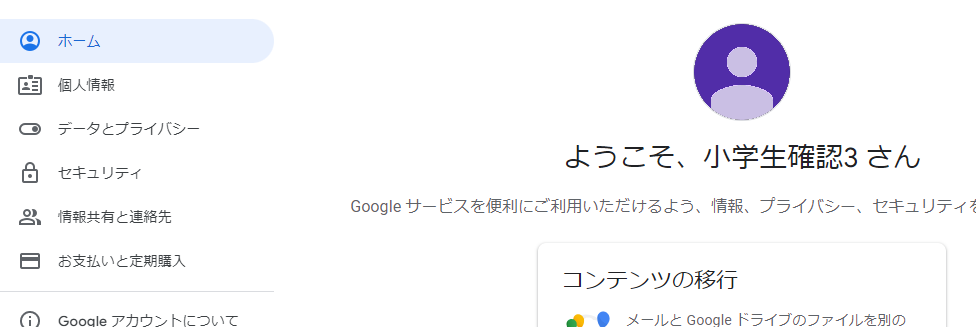 ホーム
個人情報
データとプライバシー
セキュリティ
情報共有と連絡先
お支払いと定期購入
Google アカウントについて
ようこそ、小学生確認3 さん
Google サービスを便利にご利用いただけるよう、情報、プライバシー、セキュリティを
コンテンツの移行
メールと Google ドライブのファイルを別の